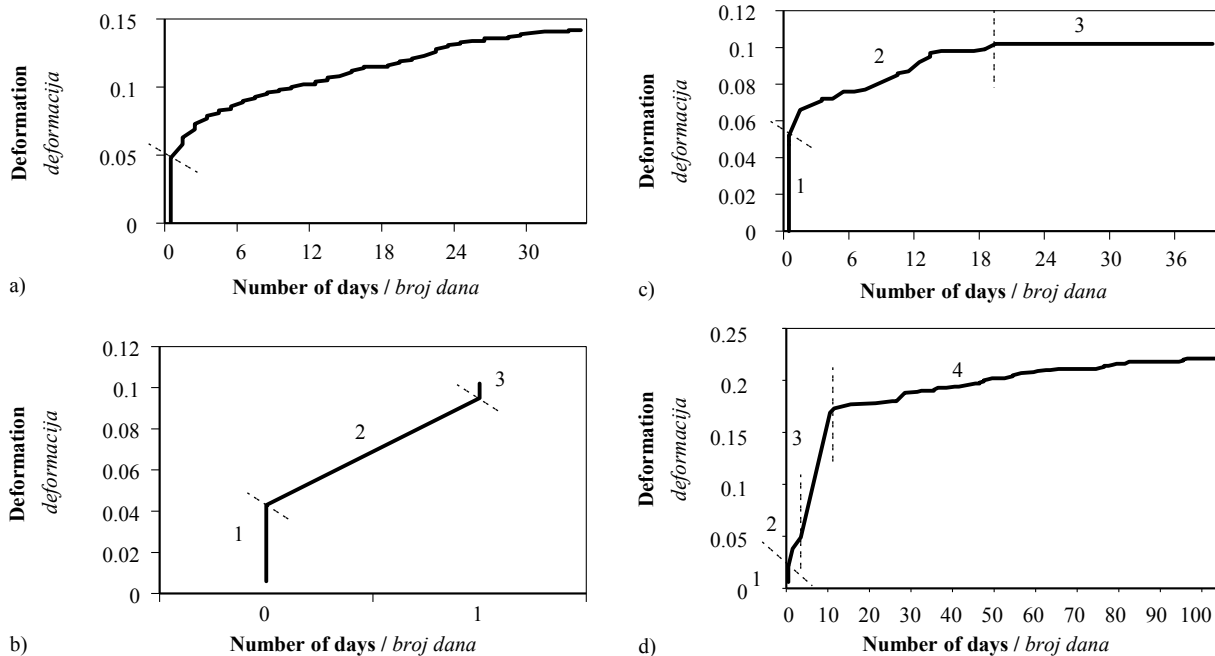 Deformation
deformacija
0.15
0.1
0.05
0
0 6 12 18 24 30
a) Number of days / broj dana
Deformation
deformacija
0.12
0.1
0.08
0.06
0.04
0.02
0
1
2
3
0 1
b) Number of days / broj dana
Deformation
deformacija
0.12
0.1
0.08
0.06
0.04
0.02
0
1
2
3
0 6 12 18 24 30 36
c) Number of days / broj dana
Deformation
deformacija
0.25
0.2
0.15
0.1
0.05
0
1
2
3
4
0 10 20 30 40 50 60 70 80 90 100
d) Number of days / broj dana